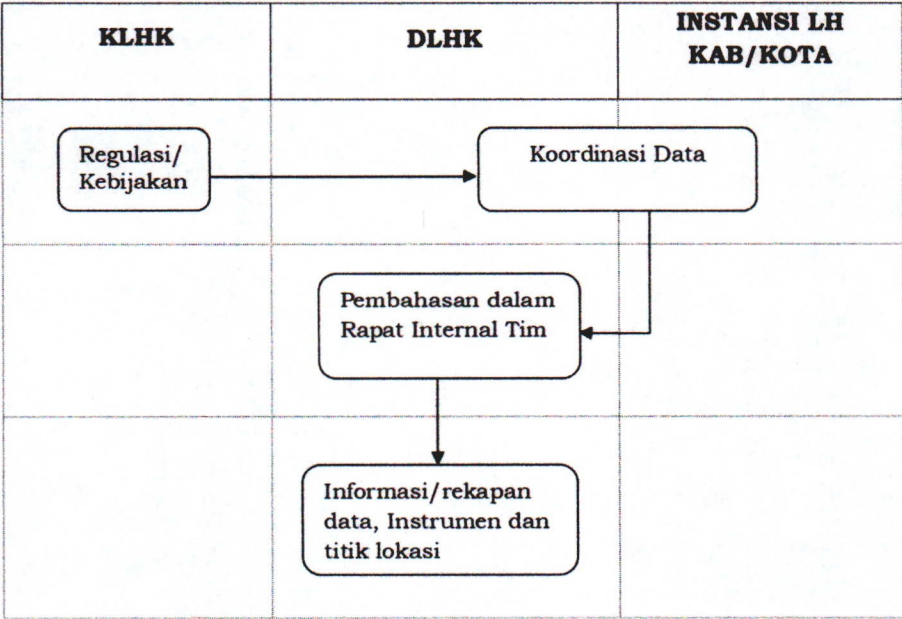 KLHK
DLHK
INSTANSI LH
KAB/KOTA
Regulasi/
Kebijakan
Koordinasi Data
Pembahasan dalam
Rapat Internal Tim
Informasi/rekapan
data, Instrumen dan
titik lokasi